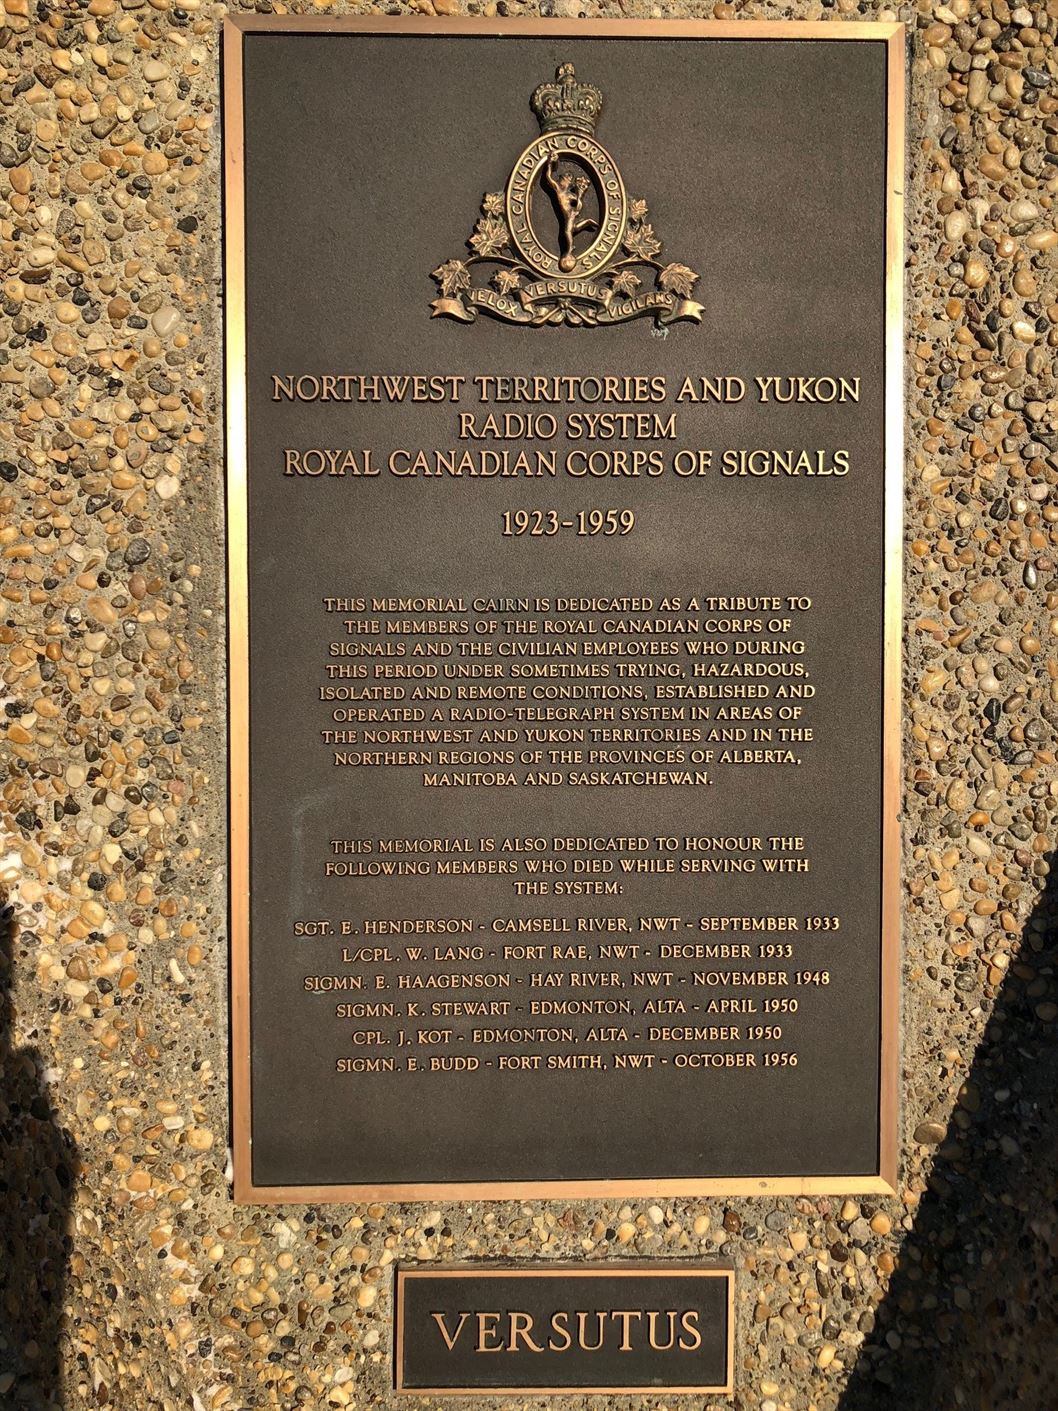 ROYAL CANADIAN CORPS OF SIGNALS
VELOX VERSUTUS VIGILANS
NORTHWEST TERRITORIES AND YUKON
RADIO SYSTEM
ROYAL CANADIAN CORPS OF SIGNALS
1923-1959
THIS MEMORIAL CAIRN IS DEDICATED AS A TRIBUTE TO
THE MEMBERS OF THE ROYAL CANADIAN CORPS OF
SIGNALS AND THE CIVILIAN EMPLOYEES WHO DURING
THIS PERIOD UNDER SOMETIMES TRYING, HAZARDOUS,
ISOLATED AND REMOTE CONDITIONS, ESTABLISHED AND
OPERATED A RADIO-TELEGRAPH SYSTEM IN AREAS OF
THE NORTHWEST AND YUKON TERRITORIES AND IN THE
NORTHERN REGIONS OF THE PROVINCES OF ALBERTA,
MANITOBA AND SASKATCHEWAN.
THIS MEMORIAL IS ALSO DEDICATED TO HONOUR THE
FOLLOWING MEMBERS WHO DIED WHILE SERVING WITH
THE SYSTEM:
SGT. E. HENDERSON - CAMSELL RIVER, NWT - SEPTEMBER 1933
L/CPL. W. LANG - FORT RAE, NWT - DECEMBER 1933
SIGMN. E. HAAGENSON - HAY RIVER, NWT - NOVEMBER 1948
SIGMN. K. STEWART - EDMONTON, ALTA - APRIL 1950
CPL. J. KOT - EDMONTON, ALTA - DECEMBER 1950
SIGMN. E. BUDD - FORT SMITH, NWT - OCTOBER 1956
VERSUTUS